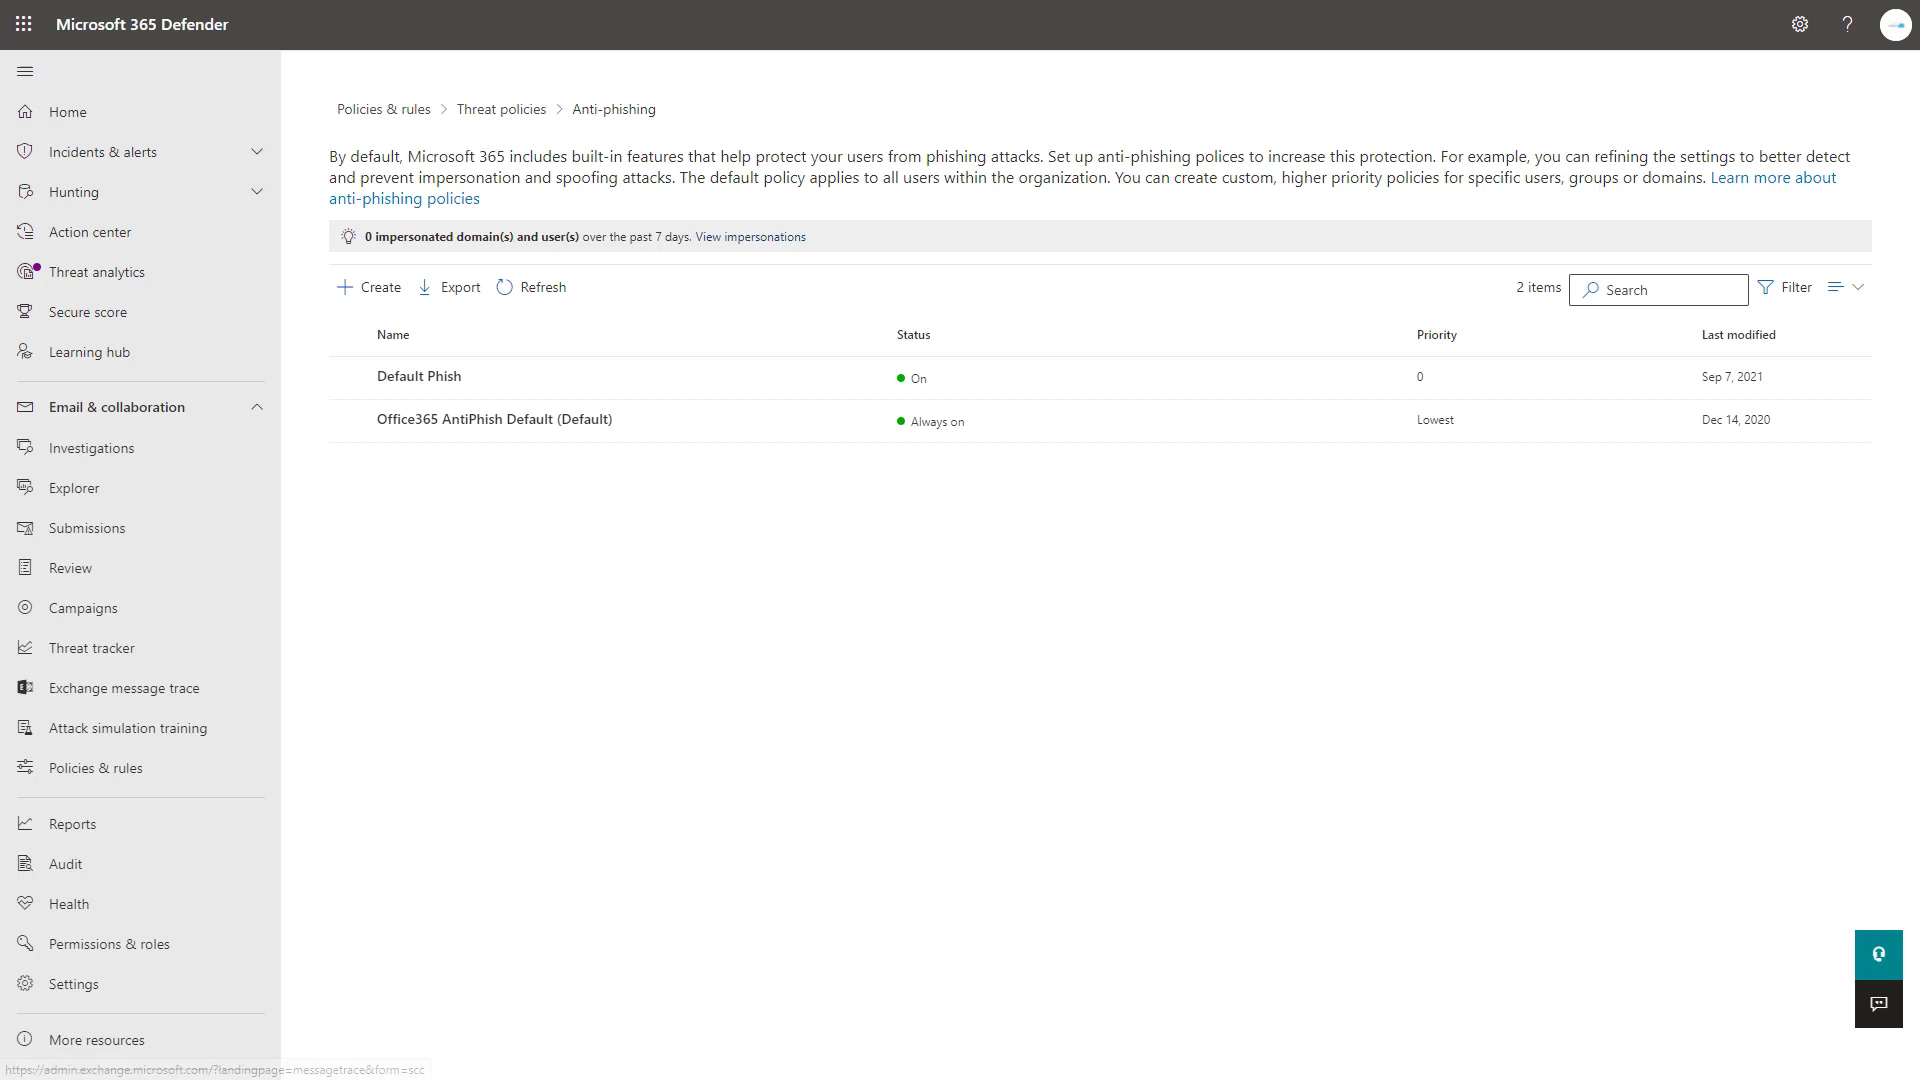 Microsoft 365 Defender
?
Home
Incidents & alerts
Hunting
Action center
Threat analytics
Secure score
Learning hub
Email & collaboration
Investigations
Explorer
Submissions
Review
Campaigns
Threat tracker
Exchange message trace
Attack simulation training
Policies & rules
Reports
Audit
Health
Permissions & roles
Settings
More resources
https://admin.exchange.microsoft.com/?landingpage=messagetrace&form=scc
Policies & rules > Threat policies > Anti-phishing
By default, Microsoft 365 includes built-in features that help protect your users from phishing attacks. Set up anti-phishing polices to increase this protection. For example, you can refining the settings to better detect
and prevent impersonation and spoofing attacks. The default policy applies to all users within the organization. You can create custom, higher priority policies for specific users, groups or domains. Learn more about
anti-phishing policies
0 impersonated domain(s) and user(s) over the past 7 days. View impersonations
Create Export Refresh 2 items Search Filter
Name Status Priority Last modified
Default Phish On 0 Sep 7, 2021
Office365 AntiPhish Default (Default) Always on Lowest Dec 14, 2020